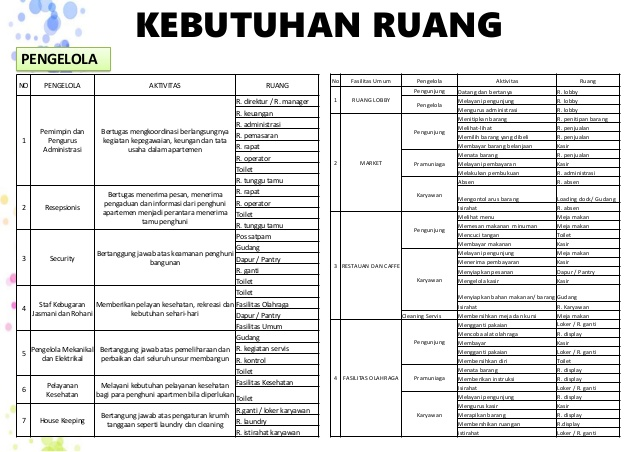 KEBUTUHAN RUANG
PENGELOLA
NO PENGELOLA AKTIVITAS RUANG
1 Pemimpin dan Pengurus Administrasi
Bertugas mengkoordinasi berlangsungnya
kegiatan kepegawaian, keungan dan tata
usaha dalam apartemen
R. direktur / R. manager
R. keuangan
R. administrasi
R. pemasaran
R. rapat
R. operator
Toilet
R. tunggu tamu
2 Resepsionis
Bertugas menerima pesan, menerima
pengaduan dan informasi dari penghuni
apartemen menjadi perantara menerima
tamu penghuni
R. rapat
R. operator
Toilet
R. tunggu tamu
3 Security
Bertanggung jawab atas keamanan penghuni
bangunan
Pos satpam
Gudang
Dapur / Pantry
R. ganti
Toilet
4 Staf Kebugaran
Jasmani dan Rohani
Memberikan pelayan kesehatan, rekreasi dan
kebutuhan sehari-hari
Toilet
Fasilitas Olahraga
Dapur / Pantry
Fasilitas Umum
5 Pengelola Mekanikal
dan Elektrikal
Bertanggung jawab atas pemeliharaan dan
perbaikan dari seluruh unsur membangun
Gudang
R. kegiatan servis
R. kontrol
Toilet
6 Pelayanan
Kesehatan
Melayani kebutuhan pelayanan kesehatan
bagi para penghuni apartmen bila diperlukan
Fasilitas Kesehatan
Toilet
7 House Keeping
Bertangung jawab atas pengaturan krumh
tanggaan seperti laundry dan cleaning
R.ganti / loker karyawan
R. laundry
R. istirahat karyawan
No Fasilitas Umum Pengelola Aktivitas Ruang
1 RUANG LOBBY
Pengunjung Datang dan bertanya R. lobby
Pengelola Melayani pengunjung R. lobby
Mengurus administrasi R. lobby
2 MARKET
Pengunjung Menitipkan barang R. penitipan barang
Melihat-lihat R. penjualan
Memilih barang yang dibeli R. penjualan
Membayar barang belanjaan Kasir
Pramuniaga Menata barang R. penjualan
Melayani pembayaran Kasir
Melakukan pembukuan R. administrasi
Karyawan Absen R. absen
Mengontol arus barang Loading dock/ Gudang
Isirahat R. absen
3 RESTAUAN DAN CAFFE
Pengunjung Melihat menu Meja makan
Memesan makanan minuman Meja makan
Mencuci tangan Toilet
Membayar makanan Kasir
Karyawan Melayani pengunjung Meja makan
Menerima pembayaran Kasir
Menyiapkan pesanan Dapur / Pantry
Mengelola kasir Kasir
Menyiapkan bahan makanan/ barang Gudang
Isirahat R. Karyawan
Cleaning Servis Membersihkan meja dan kursi Meja makan
4 FASILITAS OLAHRAGA
Pengunjung Mengganti pakaian Loker / R. ganti
Mencoba alat olahraga R. display
Membayar Kasir
Mengganti pakaian Loker / R. ganti
Membersihkan diri Toilet
Pramuniaga Menata barang R. display
Memberikan instruksi R. display
Isirahat Loker / R. ganti
Karyawan Melayani pengunjung R. display
Mengurus kasir Kasir
Merapikan barang R. display
Membersihkan ruangan R.display
istirahat Loker / R. ganti